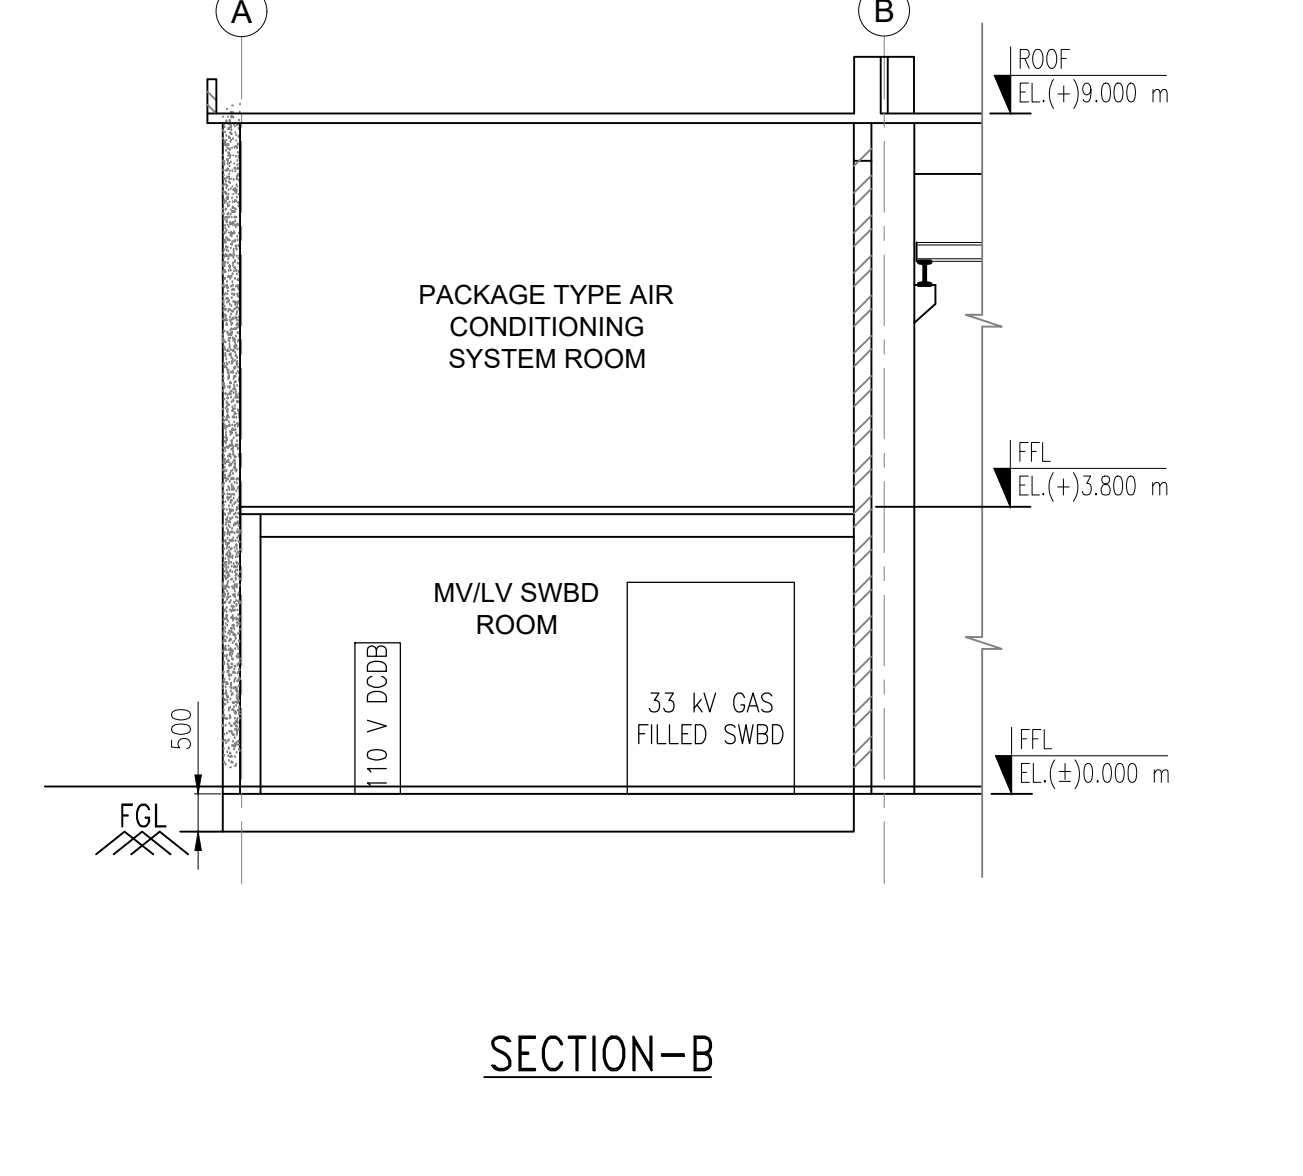 A
B
ROOF
EL.(+)9.000 m
PACKAGE TYPE AIR
CONDITIONING
SYSTEM ROOM
FFL
EL.(+)3.800 m
MV/LV SWBD
ROOM
110 V DCDB
33 kV GAS
FILLED SWBD
500
FFL
EL.(±)0.000 m
FGL
SECTION-B